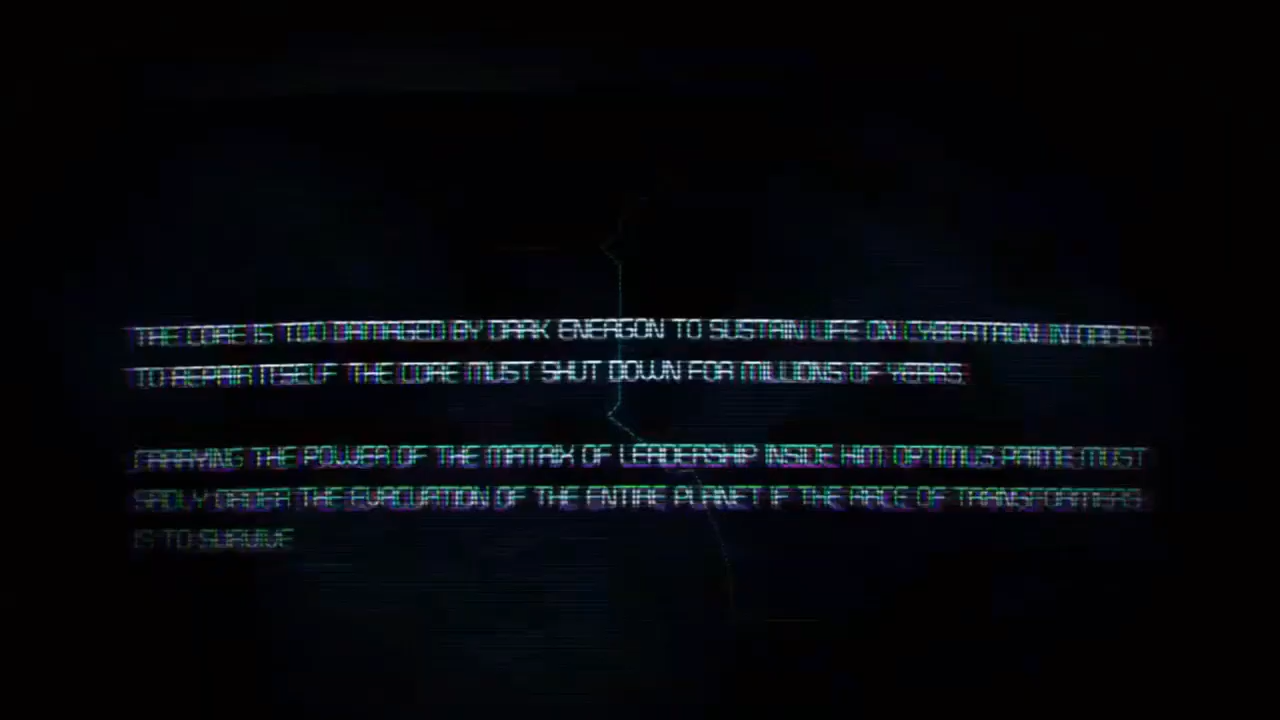 THE CORE IS TOO DAMAGED BY DARK ENERGON TO SUSTAIN LIFE ON CYBERTRON. IN ORDER
TO REPAIR ITSELF THE CORE MUST SHUT DOWN FOR MILLIONS OF YEARS.
CARRYING THE POWER OF THE MATRIX OF LEADERSHIP INSIDE HIM, OPTIMUS PRIME MUST
SADLY ORDER THE EVACUATION OF THE ENTIRE PLANET IF THE RACE OF TRANSFORMERS
IS TO SURVIVE